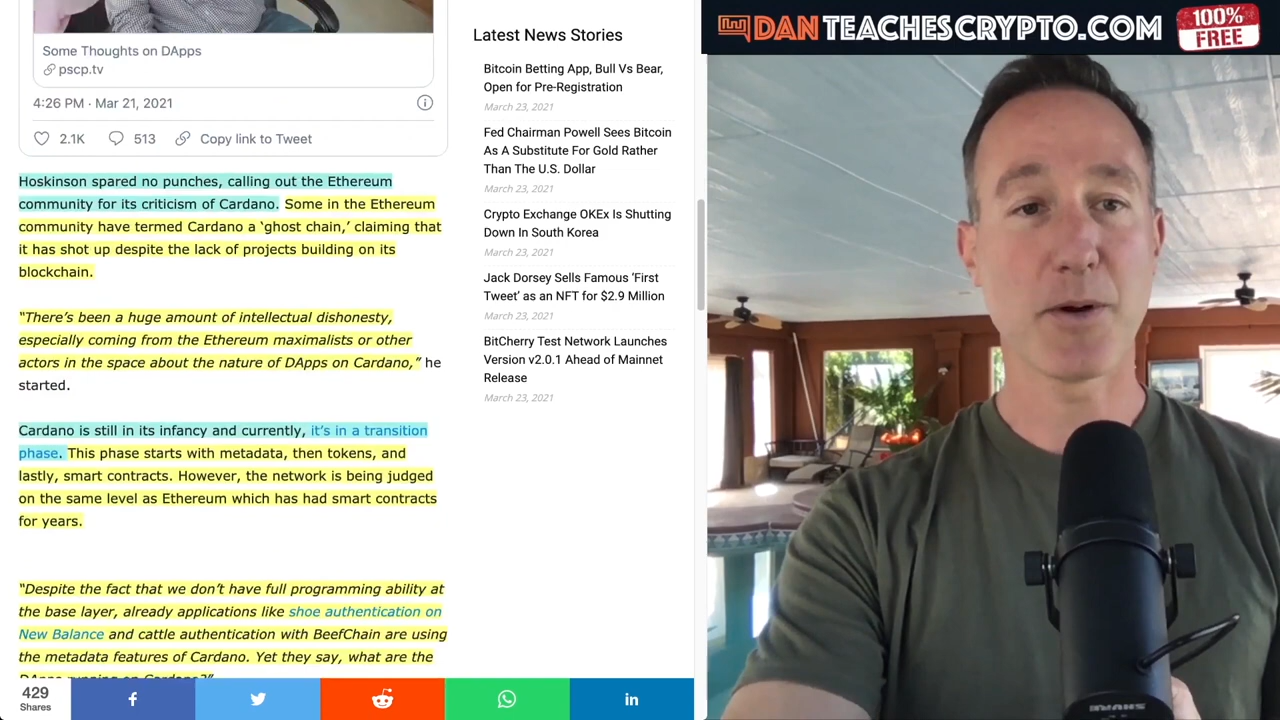 Some Thoughts on DApps
pscp.tv
4:26 PM · Mar 21, 2021
2.1K 513 Copy link to Tweet
Hoskinson spared no punches, calling out the Ethereum
community for its criticism of Cardano. Some in the Ethereum
community have termed Cardano a ‘ghost chain,’ claiming that
it has shot up despite the lack of projects building on its
blockchain.
“There’s been a huge amount of intellectual dishonesty,
especially coming from the Ethereum maximalists or other
actors in the space about the nature of DApps on Cardano,” he
started.
Cardano is still in its infancy and currently, it’s in a transition
phase. This phase starts with metadata, then tokens, and
lastly, smart contracts. However, the network is being judged
on the same level as Ethereum which has had smart contracts
for years.
“Despite the fact that we don’t have full programming ability at
the base layer, already applications like shoe authentication on
New Balance and cattle authentication with BeefChain are using
the metadata features of Cardano. Yet they say, what are the
DApps running on Cardano?”
429
Shares
Latest News Stories
Bitcoin Betting App, Bull Vs Bear,
Open for Pre-Registration
March 23, 2021
Fed Chairman Powell Sees Bitcoin
As A Substitute For Gold Rather
Than The U.S. Dollar
March 23, 2021
Crypto Exchange OKEx Is Shutting
Down In South Korea
March 23, 2021
Jack Dorsey Sells Famous ‘First
Tweet’ as an NFT for $2.9 Million
March 23, 2021
BitCherry Test Network Launches
Version v2.0.1 Ahead of Mainnet
Release
March 23, 2021
DANTEACHESCRYPTO.COM
100%
FREE